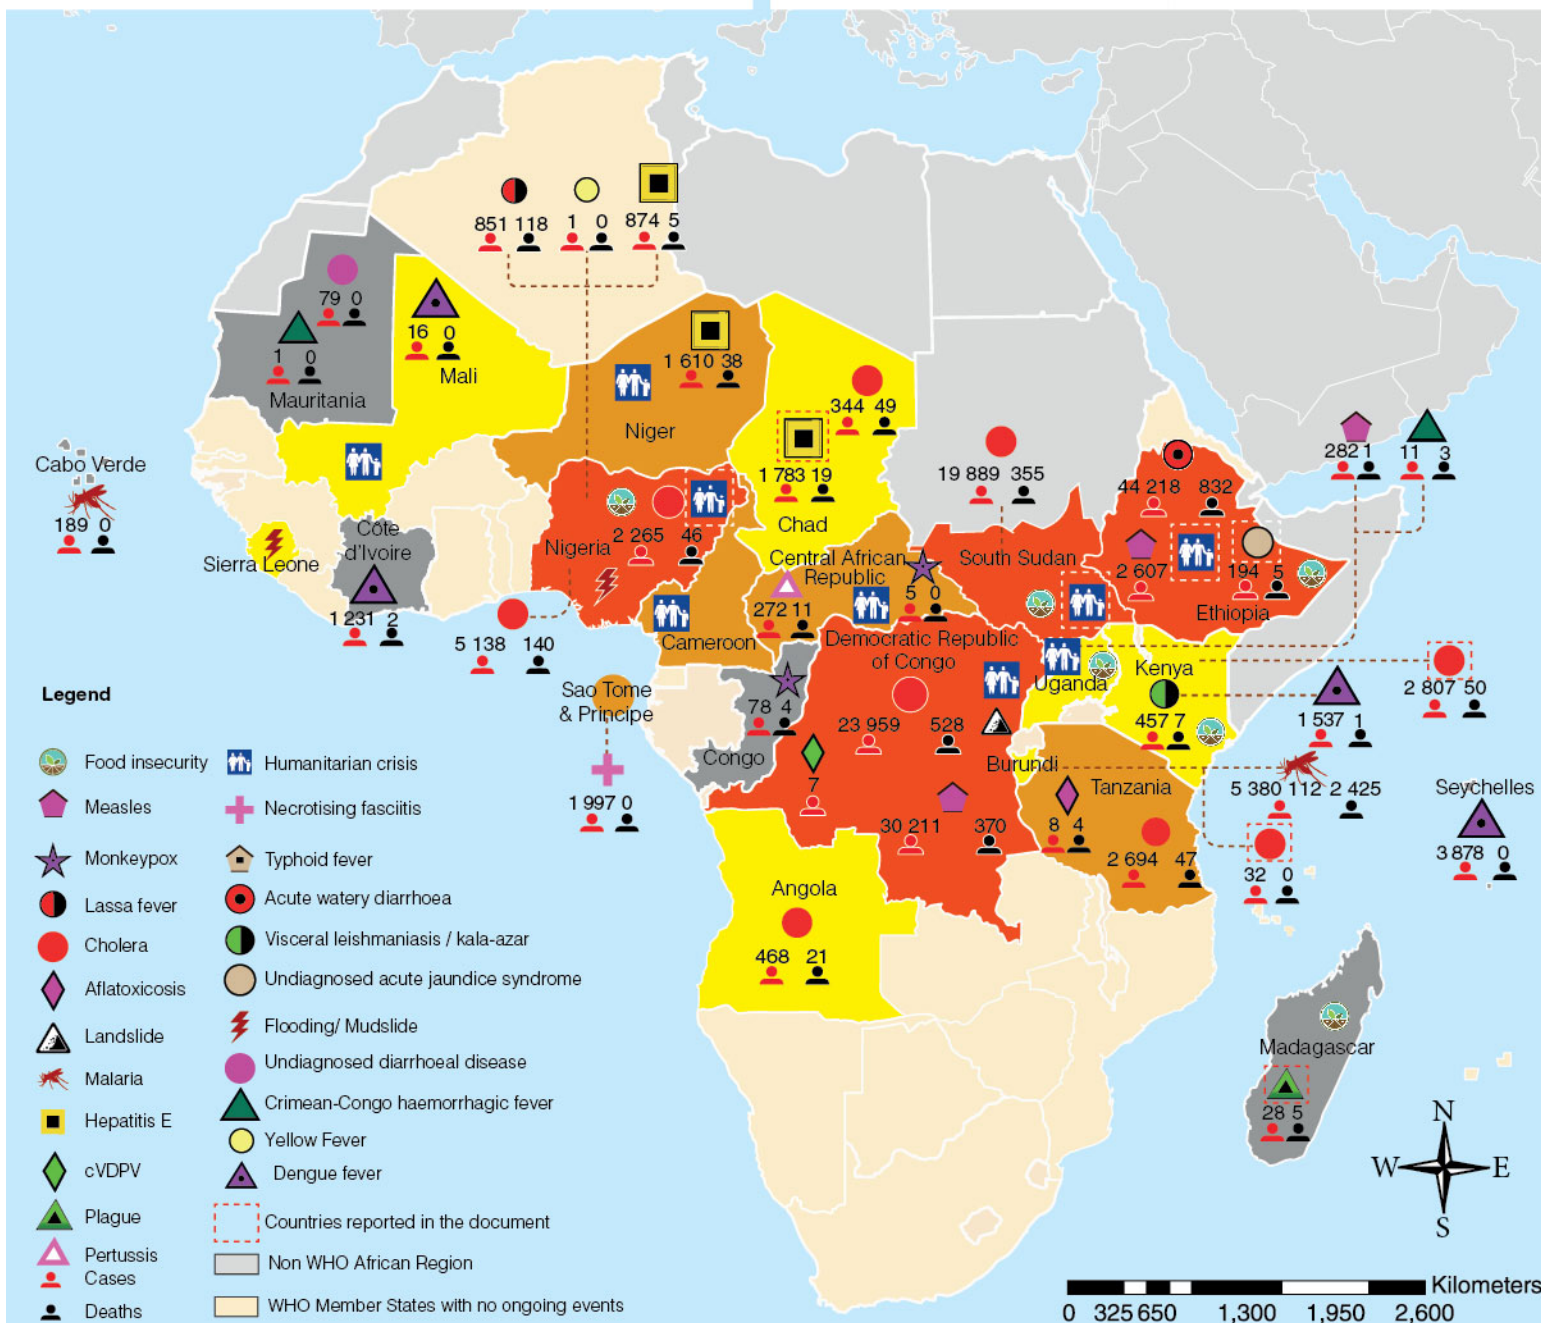 851 118
1 0
874 5
79 0
1 0
Mauritania
16 0
Mali
1 610 38
Niger
344 49
1 783 19
Chad
19 889 355
282 1
11 3
44 218 832
2 607
194 5
Ethiopia
Cabo Verde
189 0
Sierra Leone
Côte
d'Ivoire
1 231 2
Nigeria
2 265 46
5 138 140
Central African
Republic
272 11
5 0
Cameroon
South Sudan
Democratic Republic
of Congo
23 959 528
7
30 211 370
Uganda
Kenya
457 7
2 807 50
1 537 1
Sao Tome
& Principe
1 997 0
78 4
Congo
Burundi
5 380 112 2 425
32 0
Tanzania
8 4
2 694 47
Seychelles
3 878 0
Angola
468 21
Madagascar
28 5
Legend
Food insecurity
Humanitarian crisis
Measles
Necrotising fasciitis
Monkeypox
Typhoid fever
Lassa fever
Acute watery diarrhoea
Cholera
Visceral leishmaniasis / kala-azar
Aflatoxicosis
Undiagnosed acute jaundice syndrome
Landslide
Flooding/ Mudslide
Malaria
Undiagnosed diarrhoeal disease
Hepatitis E
Crimean-Congo haemorrhagic fever
Yellow Fever
cVDPV
Dengue fever
Plague
Countries reported in the document
Pertussis
Non WHO African Region
Cases
Deaths
WHO Member States with no ongoing events
N
W E
S
Kilometers
0 325 650 1,300 1,950 2,600